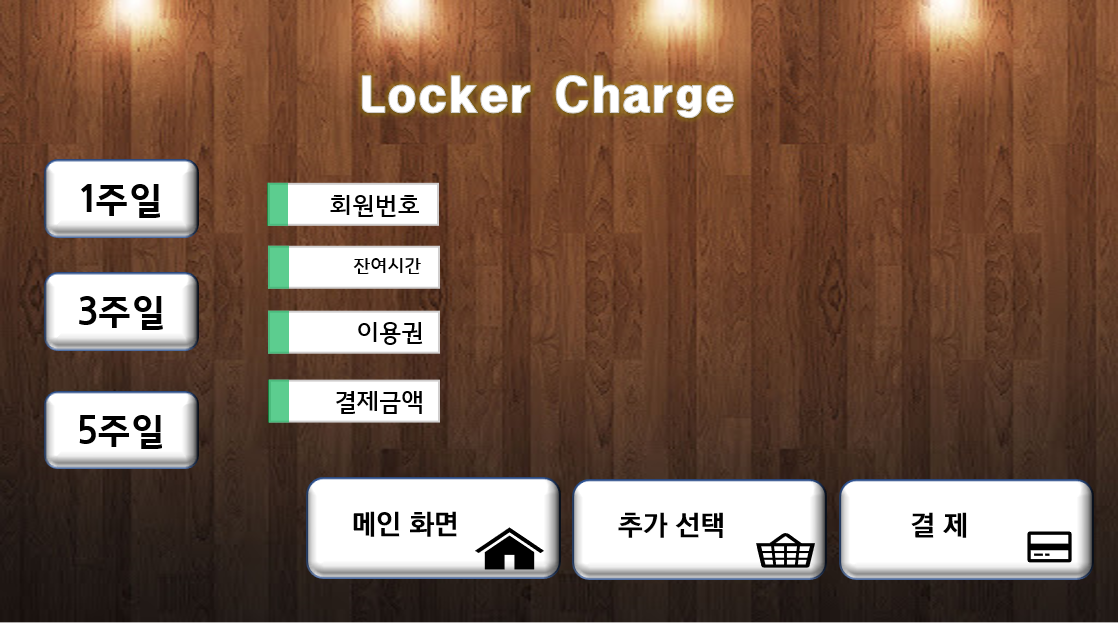 Locker Charge
1주일
3주일
5주일
회원번호
잔여시간
이용권
결제금액
메인 화면
추가 선택
결 제